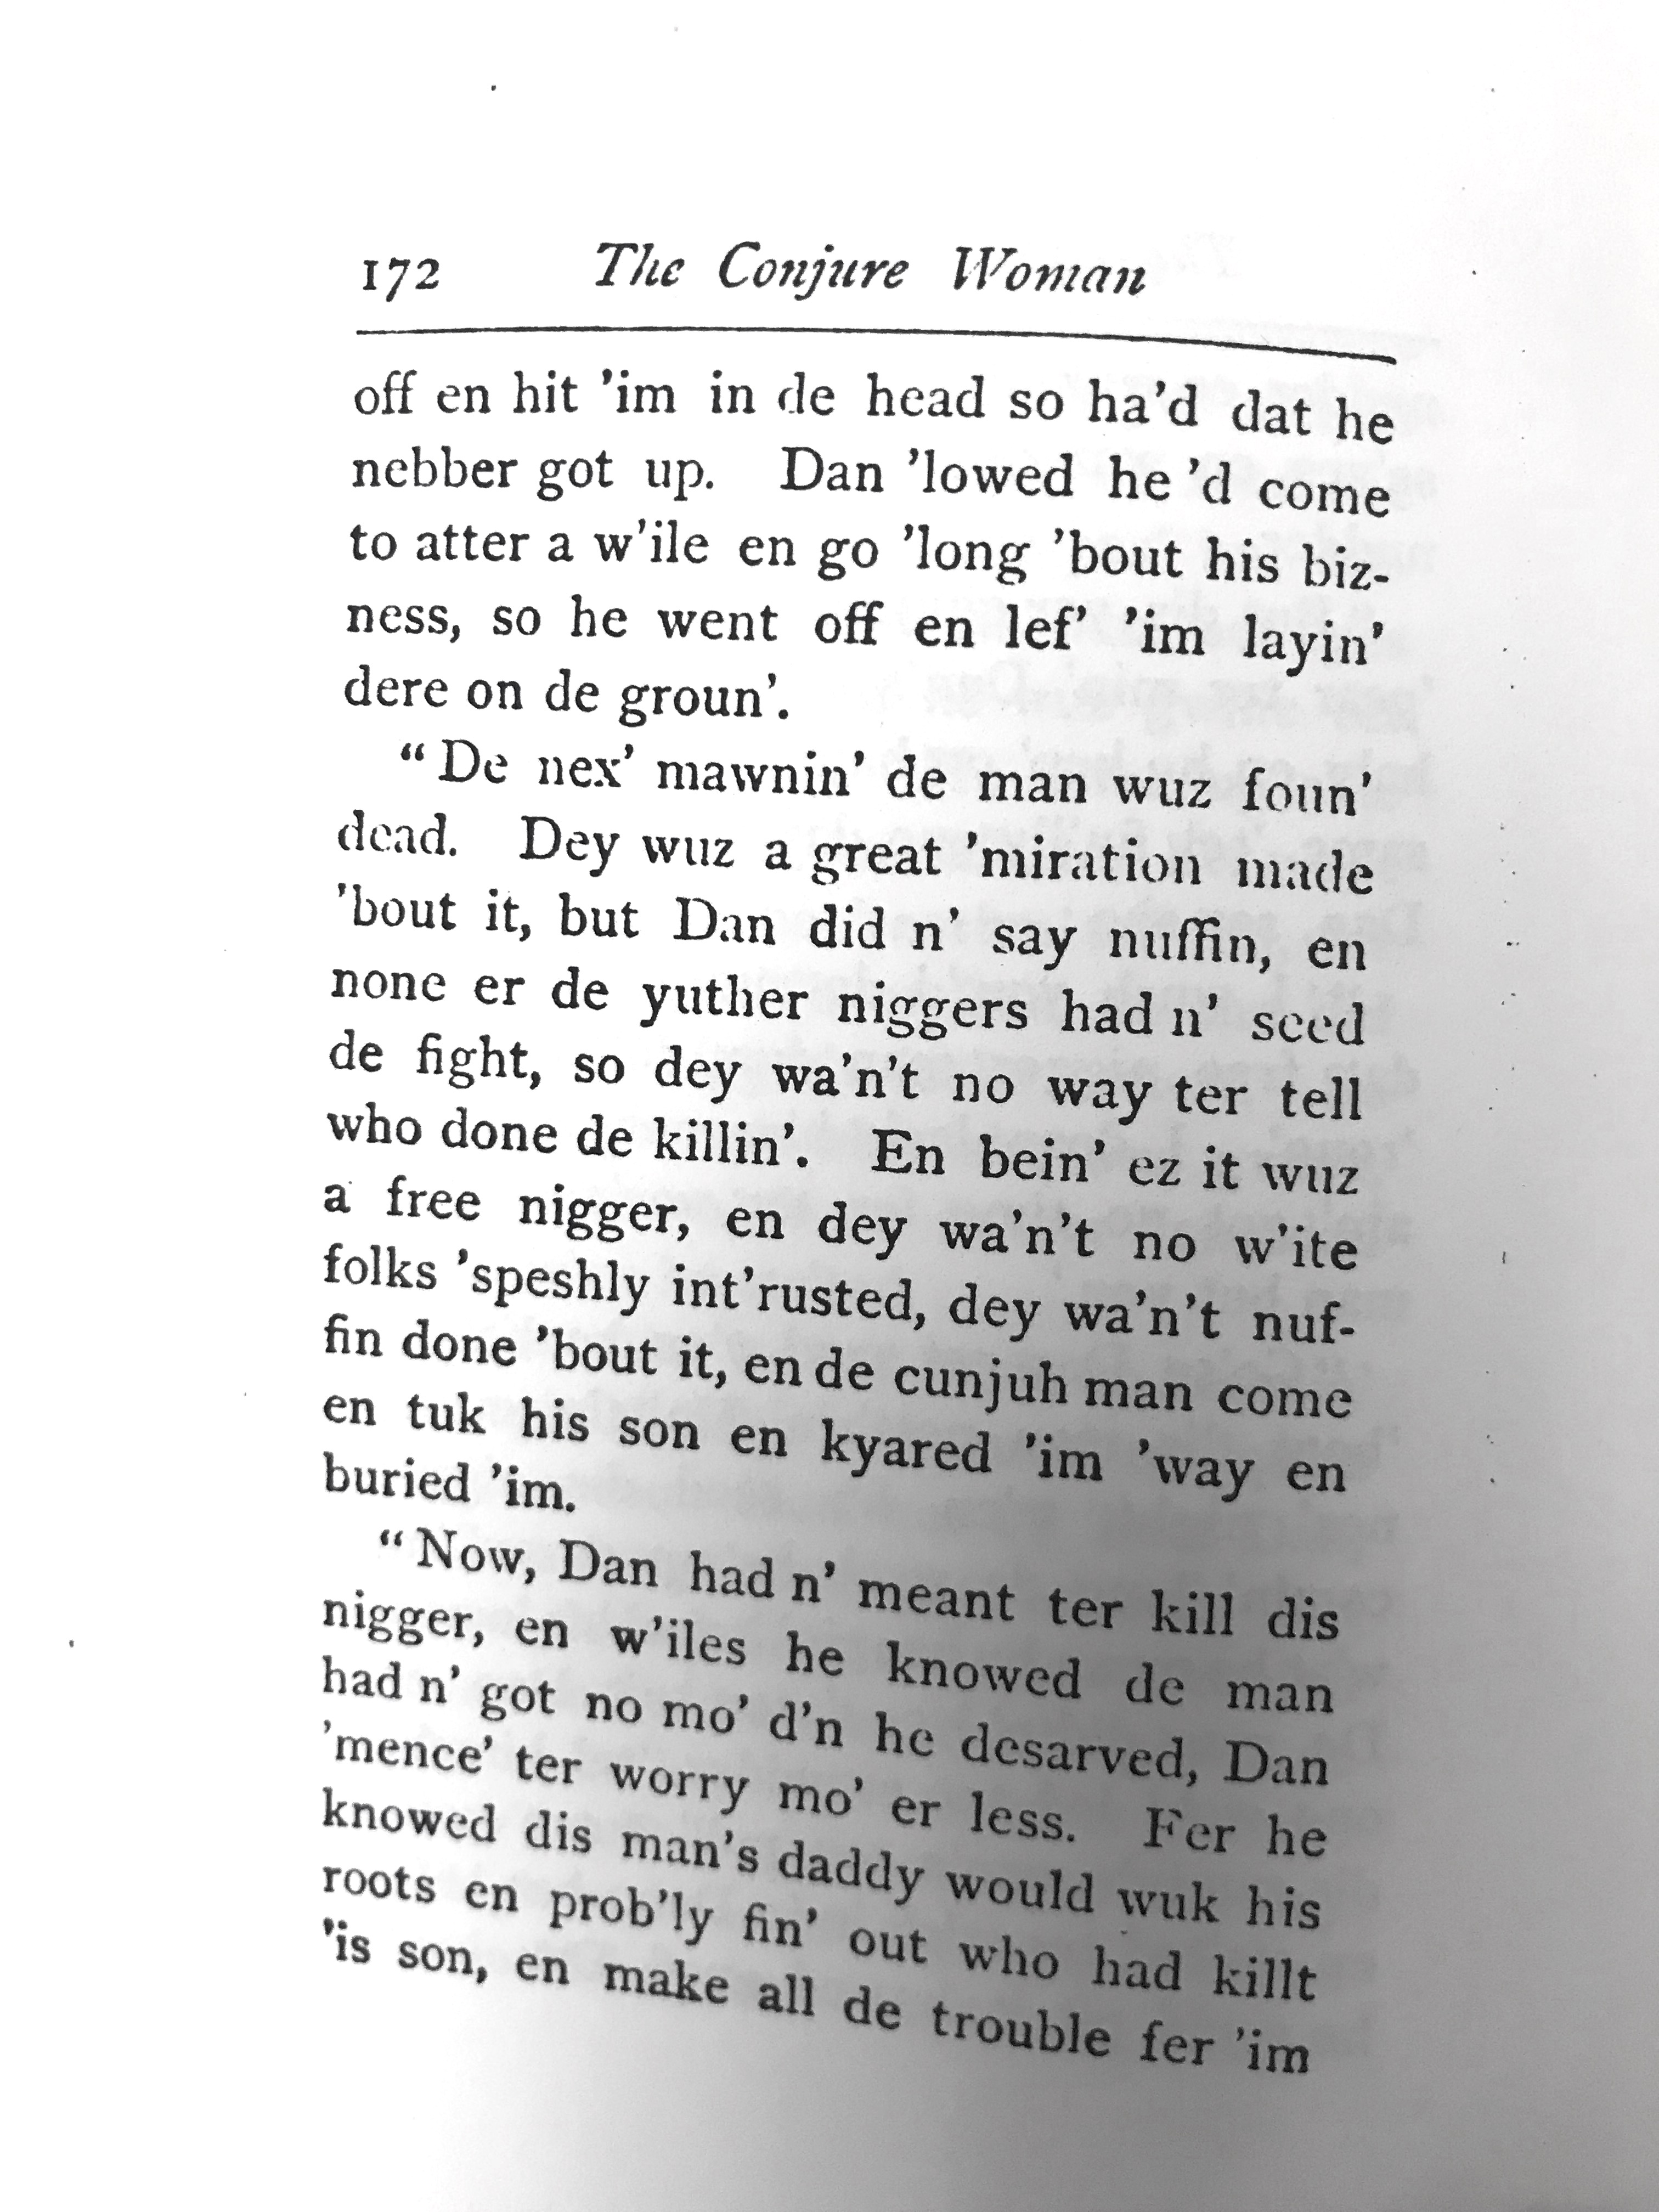 172 The Conjure Woman
off en hit 'im in de head so ha'd dat he
nebber got up. Dan 'lowed he 'd come
to atter a w'ile en go 'long 'bout his biz-
ness, so he went off en lef' 'im layin'
dere on de groun'.
“De nex' mawnin' de man wuz foun'
dead. Dey wuz a great 'miration made
'bout it, but Dan did n' say nuffin, en
none er de yuther niggers had n' seed
de fight, so dey wa'n't no way ter tell
who done de killin'. En bein' ez it wuz
a free nigger, en dey wa'n't no w'ite
folks 'speshly int'rusted, dey wa'n't nuf-
fin done 'bout it, en de cunjuh man come
en tuk his son en kyared 'im 'way en
buried 'im.
“Now, Dan had n' meant ter kill dis
nigger, en w'iles he knowed de man
had n' got no mo' d'n he desarved, Dan
'mence' ter worry mo' er less. Fer he
knowed dis man's daddy would wuk his
roots en prob'ly fin' out who had killt
'is son, en make all de trouble fer 'im